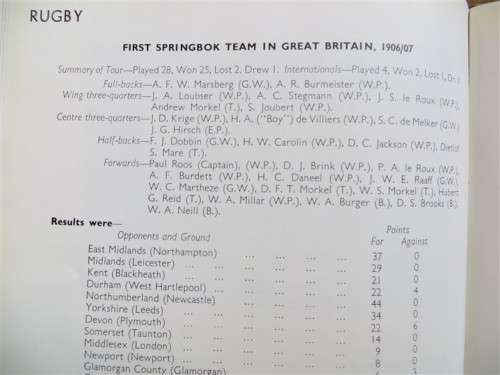 RUGBY
FIRST SPRINGBOK TEAM IN GREAT BRITAIN, 1906/07
Summary of Tour—Played 28, Won 25, Lost 2, Drew 1. Internationals—Played 4, Won 2, Lost 1, Dr. 1
Full-backs—A. F. W. Marsberg (G.W.), A. R. Burmeister (W.P.).
Wing three-quarters—J. A. Loubser (W.P.), A. C. Stegmann (W.P.), J. S. le Roux (W.P.),
Andrew Morkel (T.), S. Joubert (W.P.).
Centre three-quarters—J. D. Krige (W.P.), H. A. ("Boy") de Villiers (W.P.), S. C. de Melker (G.W.)
J. G. Hirsch (E.P.).
Half-backs—F. J. Dobbin (G.W.), H. W. Carolin (W.P.), D. C. Jackson (W.P.), Dietlof
S. Mare (T.).
Forwards—Paul Roos (Captain), (W.P.), D. J. Brink (W.P.), P. A. le Roux (W.P.),
A. F. Burdett (W.P.), H. C. Daneel (W.P.), J. W. E. Raaff (G.W.),
W. C. Martheze (G.W.), D. F. T. Morkel (T.), W. S. Morkel (T.), Hubert
G. Reid (T.), W. A. Millar (W.P.), W. A. Burger (B.), D. S. Brooks (B.),
W. A. Neill (B.).
Results were—
Points
Opponents and Ground For Against
East Midlands (Northampton) ... ... ... 37 0
Midlands (Leicester) ... ... ... ... 29 0
Kent (Blackheath) ... ... ... ... 21 0
Durham (West Hartlepool) ... ... ... ... 22 4
Northumberland (Newcastle) ... ... ... 44 0
Yorkshire (Leeds) ... ... ... ... 34 0
Devon (Plymouth) ... ... ... ... 22 6
Somerset (Taunton) ... ... ... ... 14 0
Middlesex (London) ... ... ... ... 9 0
Newport (Newport) ... ... ... ... 8 0
Glamorgan County (Glamorgan) ... ... 6 3